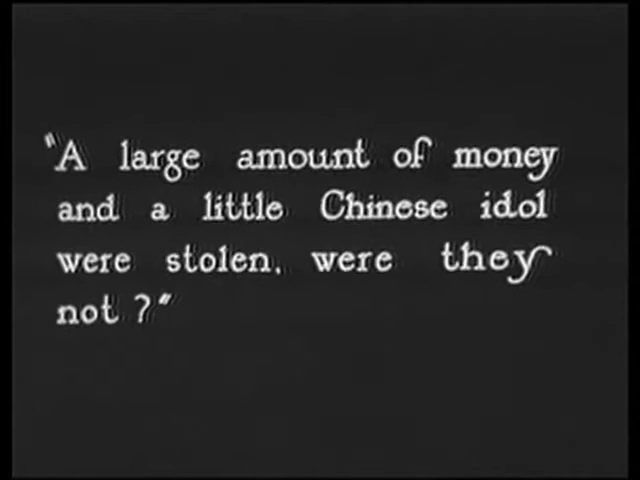 "A large amount of money
and a little Chinese idol
were stolen, were they
not?"